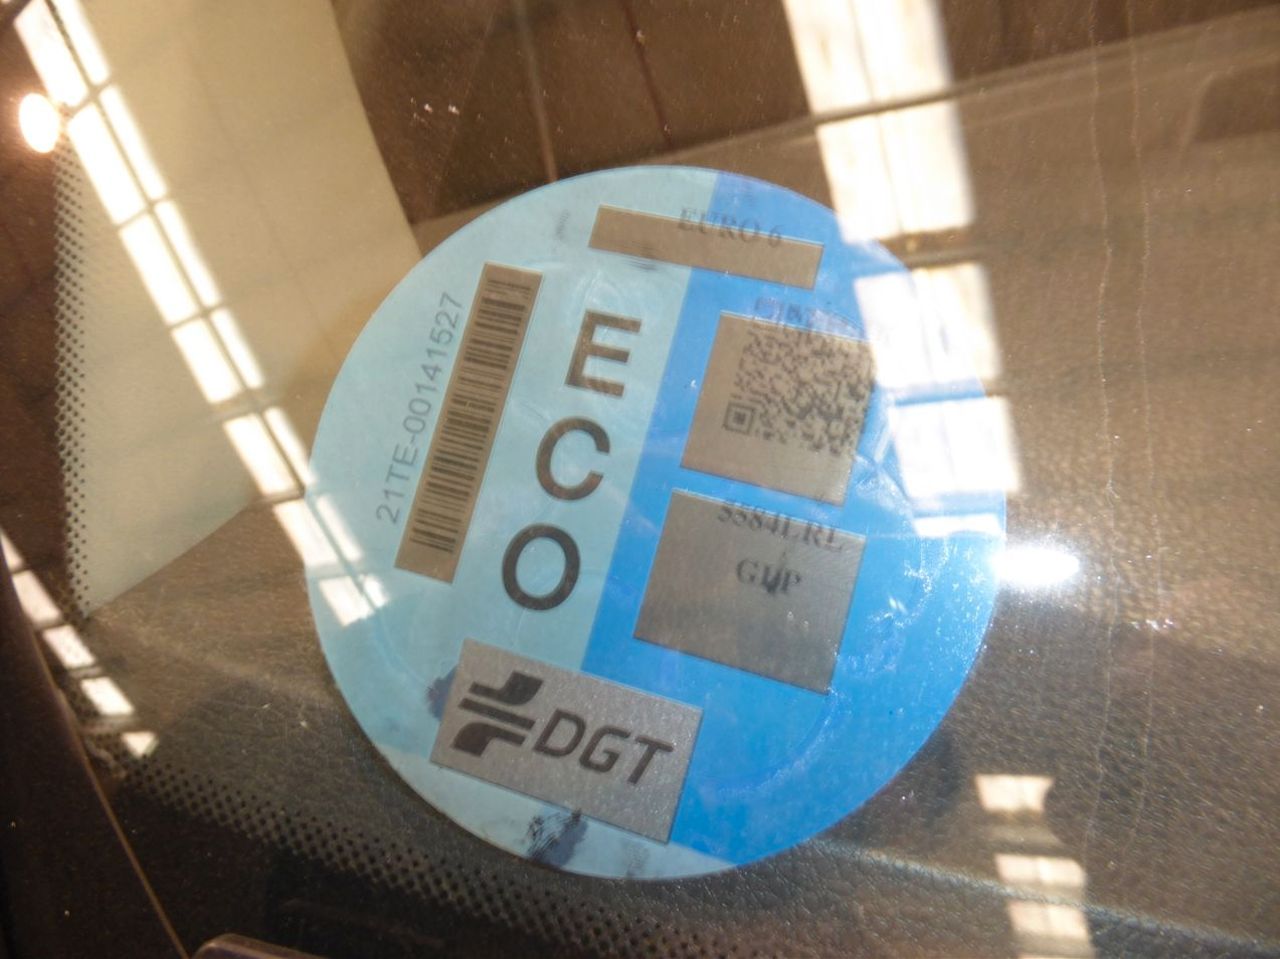 EURO 6
21TE-00141527
ECO
5584LRL
GLP
DGT